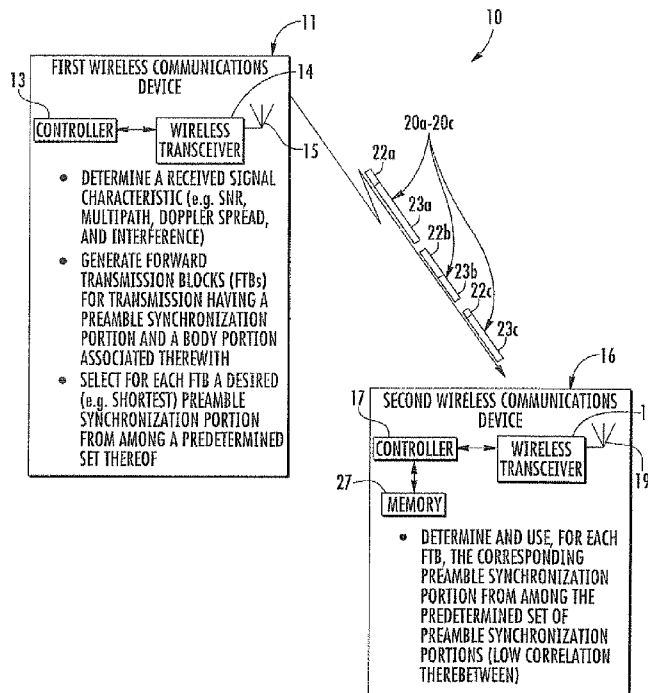 11
10
FIRST WIRELESS COMMUNICATIONS
DEVICE
13
14
CONTROLLER
WIRELESS
TRANSCEIVER
15
• DETERMINE A RECEIVED SIGNAL
CHARACTERISTIC (e.g. SNR,
MULTIPATH, DOPPLER SPREAD,
AND INTERFERENCE)
• GENERATE FORWARD
TRANSMISSION BLOCKS (FTBs)
FOR TRANSMISSION HAVING A
PREAMBLE SYNCHRONIZATION
PORTION AND A BODY PORTION
ASSOCIATED THEREWITH
• SELECT FOR EACH FTB A DESIRED
(e.g. SHORTEST) PREAMBLE
SYNCHRONIZATION PORTION
FROM AMONG A PREDETERMINED
SET THEREOF
20a-20c
22a
23a
22b
23b
22c
23c
16
SECOND WIRELESS COMMUNICATIONS
DEVICE
17
1
CONTROLLER
WIRELESS
TRANSCEIVER
19
27
MEMORY
• DETERMINE AND USE, FOR EACH
FTB, THE CORRESPONDING
PREAMBLE SYNCHRONIZATION
PORTION FROM AMONG THE
PREDETERMINED SET OF
PREAMBLE SYNCHRONIZATION
PORTIONS (LOW CORRELATION
THEREBETWEEN)